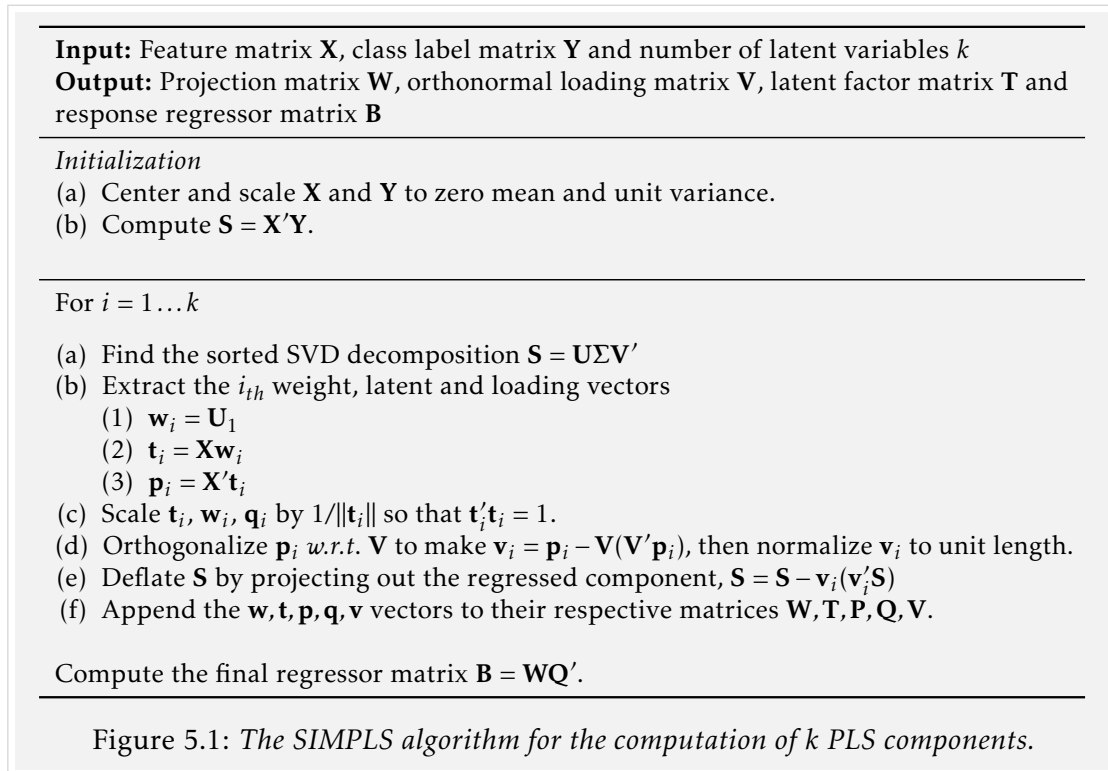 Input: Feature matrix X, class label matrix Y and number of latent variables k
Output: Projection matrix W, orthonormal loading matrix V, latent factor matrix T and
response regressor matrix B
Initialization
(a) Center and scale X and Y to zero mean and unit variance.
(b) Compute S = X′Y.
For i = 1…k
(a) Find the sorted SVD decomposition S = UΣV′
(b) Extract the i_th weight, latent and loading vectors
(1) w_i = U_1
(2) t_i = Xw_i
(3) p_i = X′t_i
(c) Scale t_i, w_i, q_i by 1/||t_i|| so that t′_i t_i = 1.
(d) Orthogonalize p_i w.r.t. V to make v_i = p_i − V(V′p_i), then normalize v_i to unit length.
(e) Deflate S by projecting out the regressed component, S = S − v_i(v′_i S)
(f) Append the w, t, p, q, v vectors to their respective matrices W, T, P, Q, V.
Compute the final regressor matrix B = WQ′.
Figure 5.1: The SIMPLS algorithm for the computation of k PLS components.